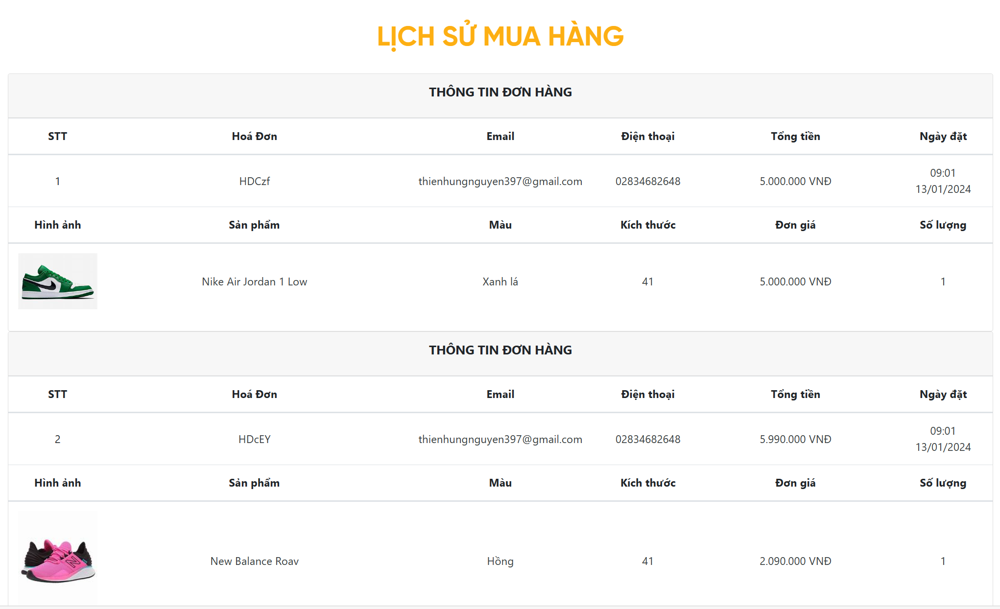 LỊCH SỬ MUA HÀNG
THÔNG TIN ĐƠN HÀNG
STT Hoá Đơn Email Điện thoại Tổng tiền Ngày đặt
1 HDCzf thienhungnguyen397@gmail.com 02834682648 5.000.000 VNĐ 09:01 13/01/2024
Hình ảnh Sản phẩm Màu Kích thước Đơn giá Số lượng
Nike Air Jordan 1 Low Xanh lá 41 5.000.000 VNĐ 1
THÔNG TIN ĐƠN HÀNG
STT Hoá Đơn Email Điện thoại Tổng tiền Ngày đặt
2 HDcEY thienhungnguyen397@gmail.com 02834682648 5.990.000 VNĐ 09:01 13/01/2024
Hình ảnh Sản phẩm Màu Kích thước Đơn giá Số lượng
New Balance Roav Hồng 41 2.090.000 VNĐ 1